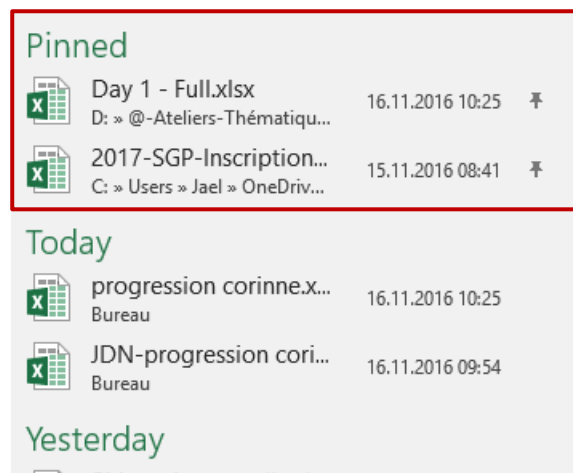 Pinned
Day 1 - Full.xlsx 16.11.2016 10:25
D: » @-Ateliers-Thématiqu...
2017-SGP-Inscription... 15.11.2016 08:41
C: » Users » Jael » OneDriv...
Today
progression corinne.x... 16.11.2016 10:25
Bureau
JDN-progression cori... 16.11.2016 09:54
Bureau
Yesterday